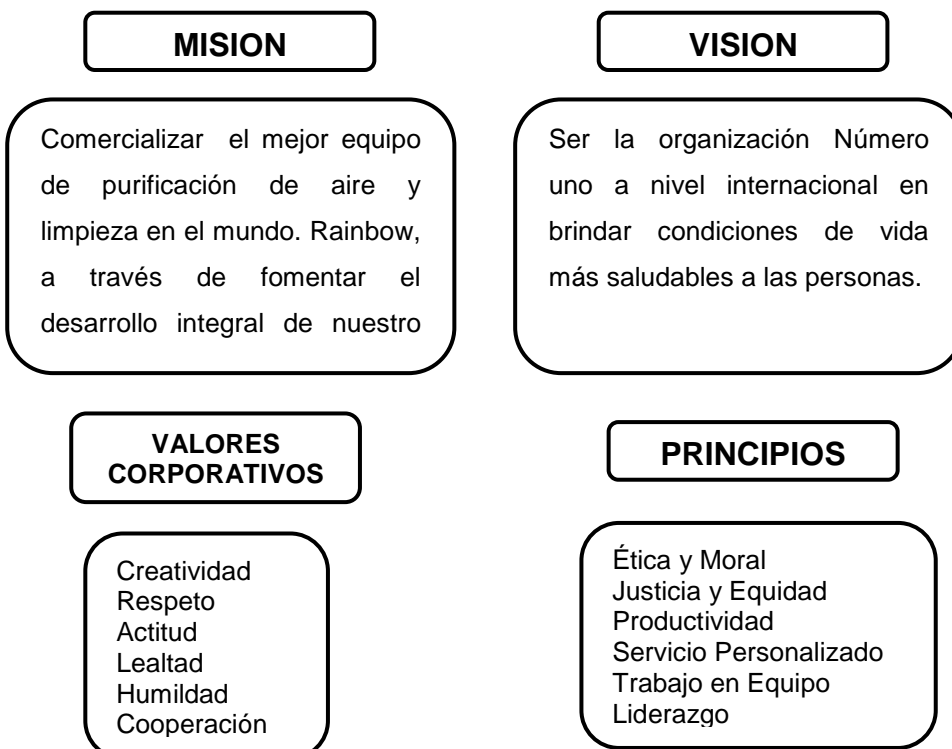 MISION
Comercializar el mejor equipo
de purificación de aire y
limpieza en el mundo. Rainbow,
a través de fomentar el
desarrollo integral de nuestro
VISION
Ser la organización Número
uno a nivel internacional en
brindar condiciones de vida
más saludables a las personas.
VALORES
CORPORATIVOS
Creatividad
Respeto
Actitud
Lealtad
Humildad
Cooperación
PRINCIPIOS
Ética y Moral
Justicia y Equidad
Productividad
Servicio Personalizado
Trabajo en Equipo
Liderazgo